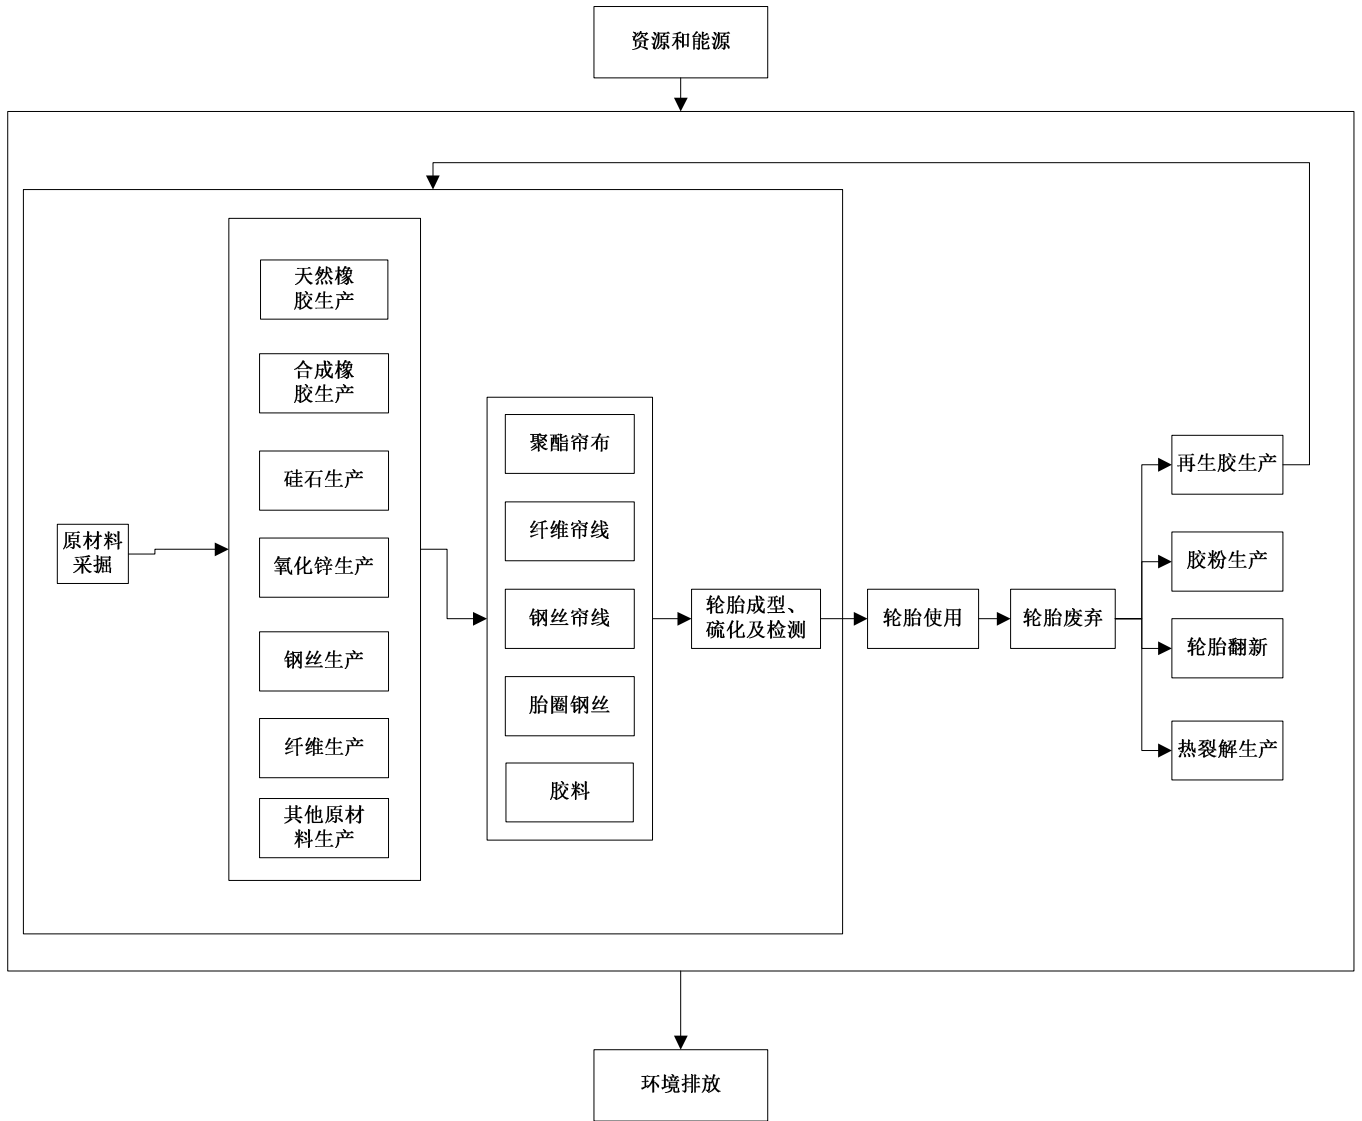 资源和能源
天然橡
胶生产
合成橡
胶生产
硅石生产
氧化锌生产
钢丝生产
纤维生产
其他原材
料生产
原材料
采掘
聚酯帘布
纤维帘线
钢丝帘线
胎圈钢丝
胶料
轮胎成型、
硫化及检测
轮胎使用
轮胎废弃
再生胶生产
胶粉生产
轮胎翻新
热裂解生产
环境排放